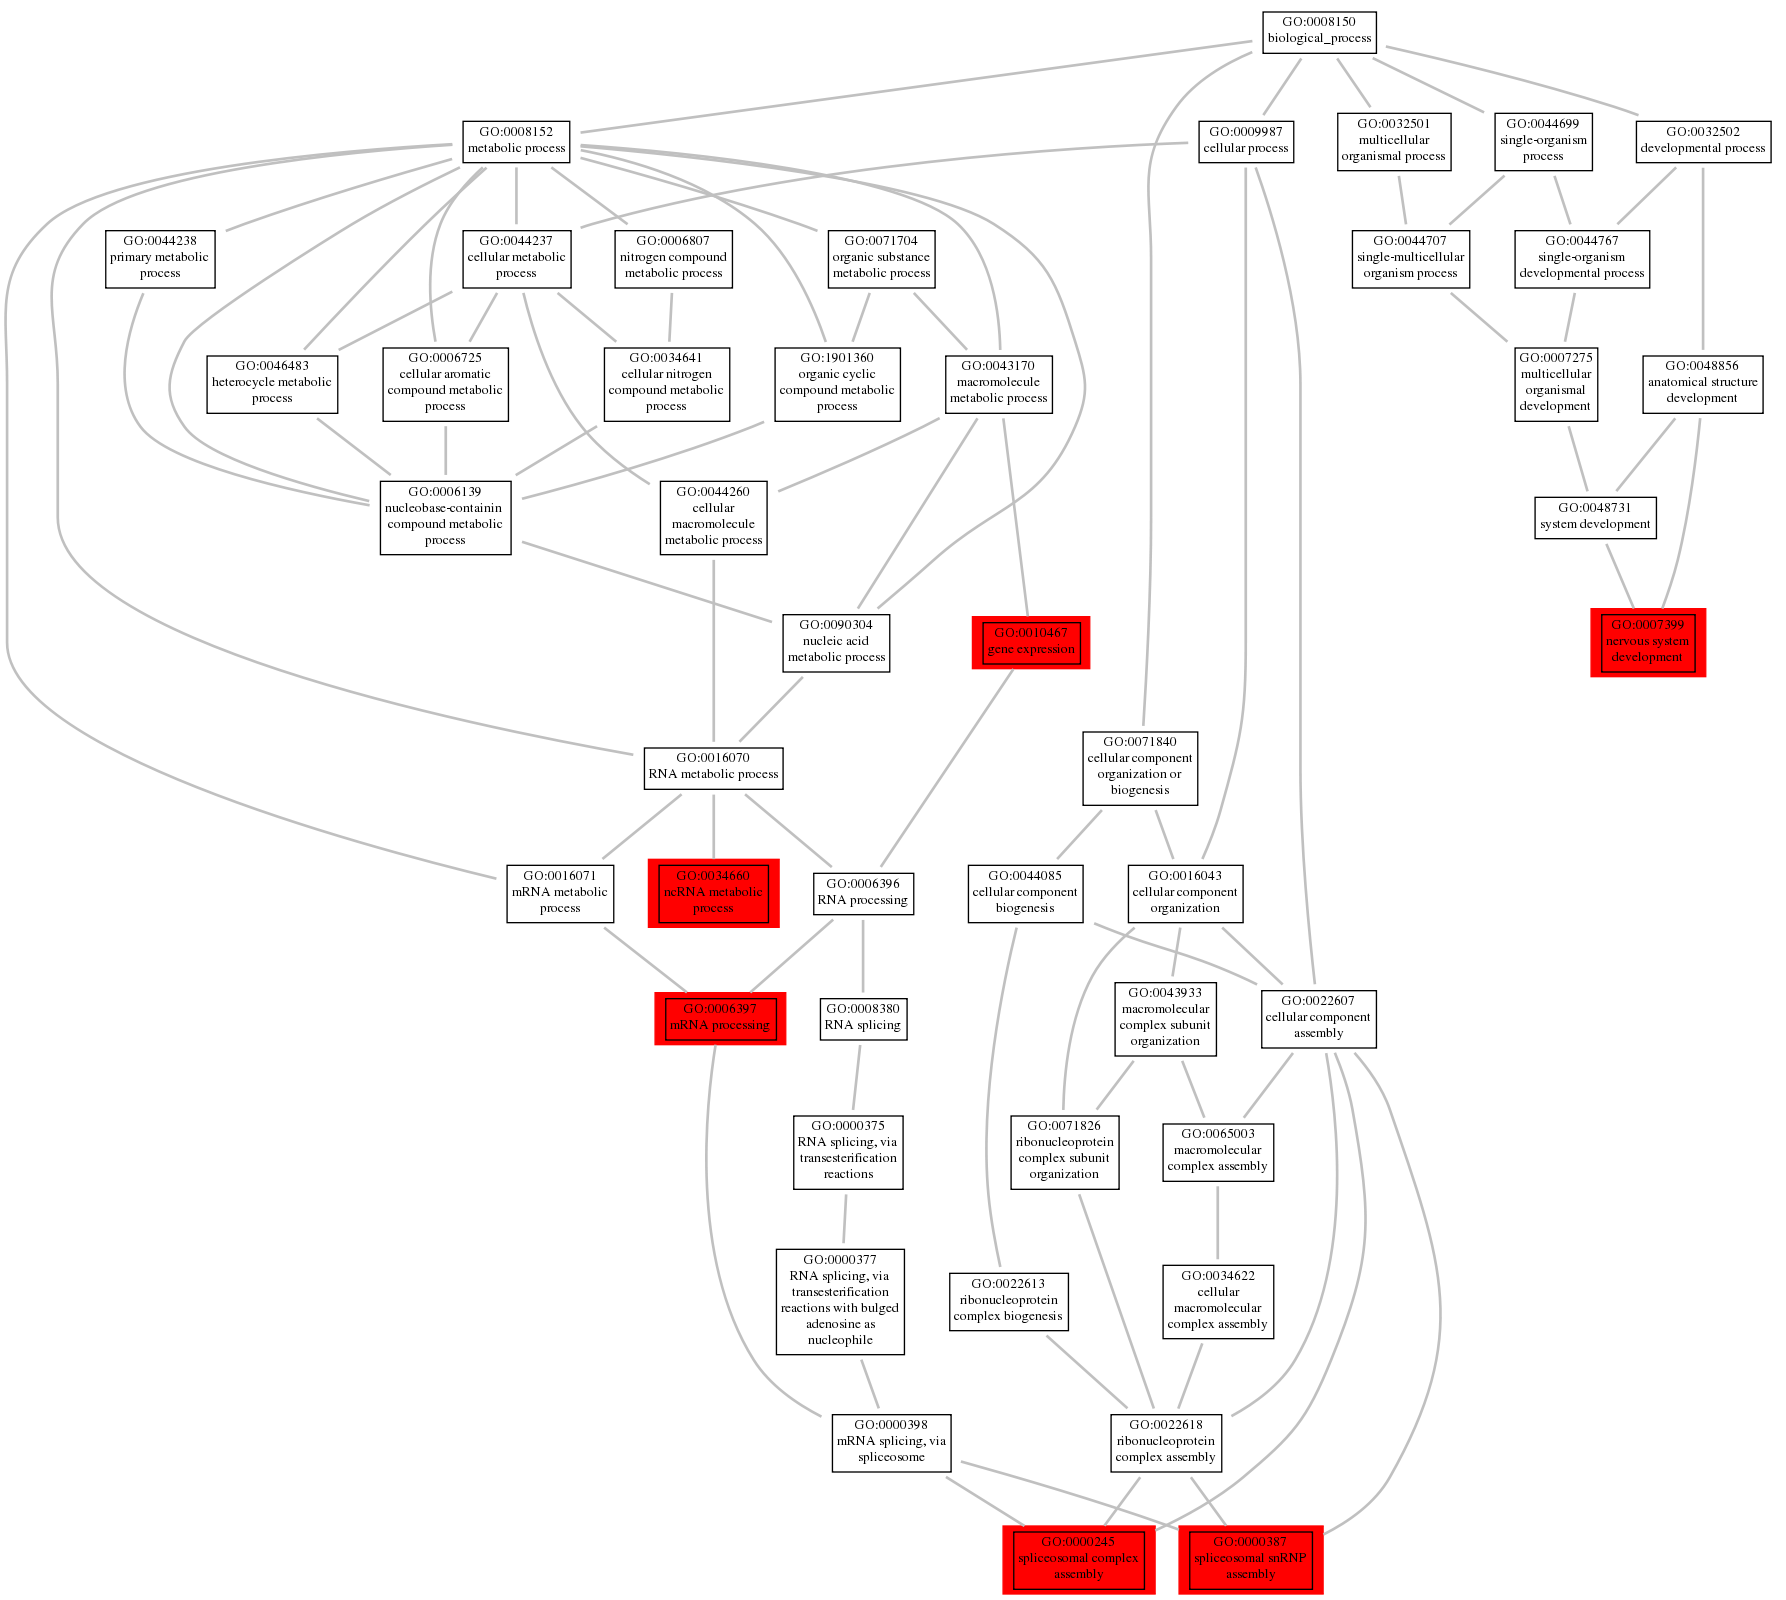 GO:0008150
biological_process
GO:0008152
metabolic process
GO:0009987
cellular process
GO:0032501
multicellular
organismal process
GO:0044699
single-organism
process
GO:0032502
developmental process
GO:0044238
primary metabolic
process
GO:0044237
cellular metabolic
process
GO:0006807
nitrogen compound
metabolic process
GO:0071704
organic substance
metabolic process
GO:0044707
single-multicellular
organism process
GO:0044767
single-organism
developmental process
GO:0046483
heterocycle metabolic
process
GO:0006725
cellular aromatic
compound metabolic
process
GO:0034641
cellular nitrogen
compound metabolic
process
GO:1901360
organic cyclic
compound metabolic
process
GO:0043170
macromolecule
metabolic process
GO:0007275
multicellular
organismal
development
GO:0048856
anatomical structure
development
GO:0006139
nucleobase-containin
compound metabolic
process
GO:0044260
cellular
macromolecule
metabolic process
GO:0048731
system development
GO:0090304
nucleic acid
metabolic process
GO:0010467
gene expression
GO:0007399
nervous system
development
GO:0016070
RNA metabolic process
GO:0071840
cellular component
organization or
biogenesis
GO:0016071
mRNA metabolic
process
GO:0034660
ncRNA metabolic
process
GO:0006396
RNA processing
GO:0044085
cellular component
biogenesis
GO:0016043
cellular component
organization
GO:0006397
mRNA processing
GO:0008380
RNA splicing
GO:0043933
macromolecular
complex subunit
organization
GO:0022607
cellular component
assembly
GO:0000375
RNA splicing, via
transesterification
reactions
GO:0071826
ribonucleoprotein
complex subunit
organization
GO:0065003
macromolecular
complex assembly
GO:0000377
RNA splicing, via
transesterification
reactions with bulged
adenosine as
nucleophile
GO:0022613
ribonucleoprotein
complex biogenesis
GO:0034622
cellular
macromolecular
complex assembly
GO:0000398
mRNA splicing, via
spliceosome
GO:0022618
ribonucleoprotein
complex assembly
GO:0000245
spliceosomal complex
assembly
GO:0000387
spliceosomal snRNP
assembly